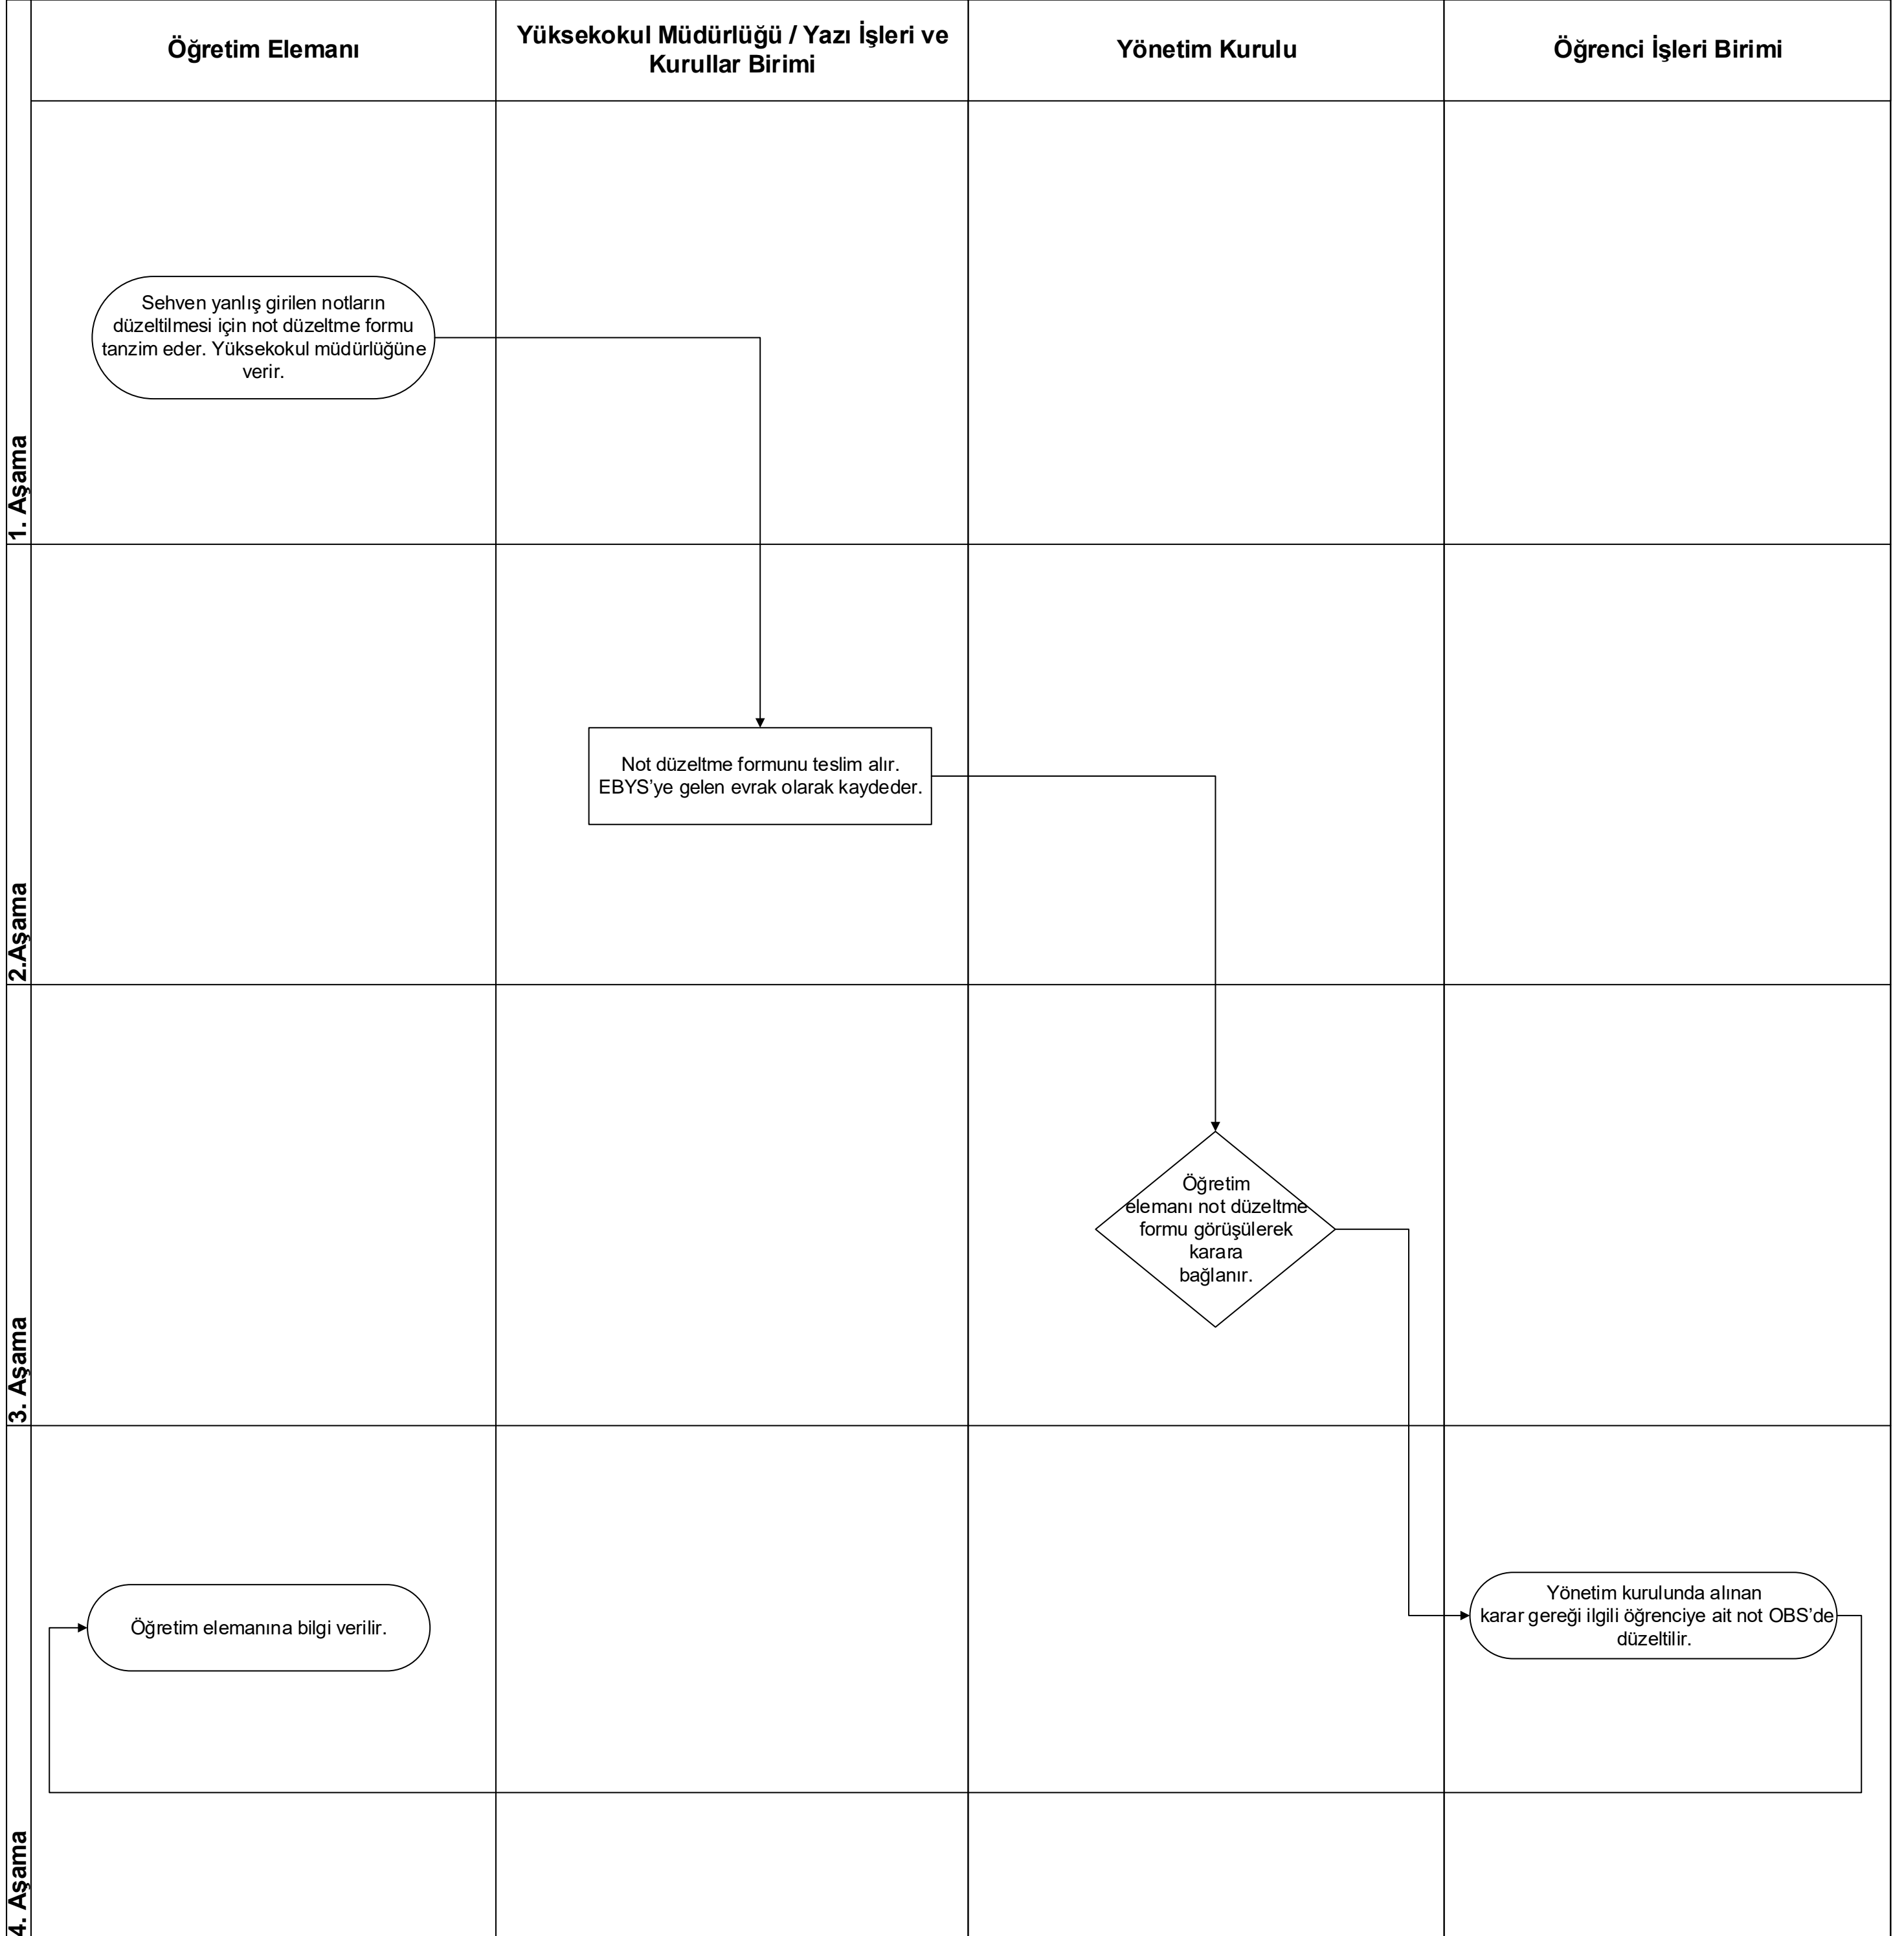 Öğretim Elemanı
Yüksekokul Müdürlüğü / Yazı İşleri ve
Kurullar Birimi
Yönetim Kurulu
Öğrenci İşleri Birimi
1. Aşama
Sehven yanlış girilen notların
düzeltilmesi için not düzeltme formu
tanzim eder. Yüksekokul müdürlüğüne
verir.
2.Aşama
Not düzeltme formunu teslim alır.
EBYS’ye gelen evrak olarak kaydeder.
3. Aşama
Öğretim
elemanı not düzeltme
formu görüşülerek
karara
bağlanır.
4. Aşama
Yönetim kurulunda alınan
karar gereği ilgili öğrenciye ait not OBS’de
düzeltilir.
Öğretim elemanına bilgi verilir.